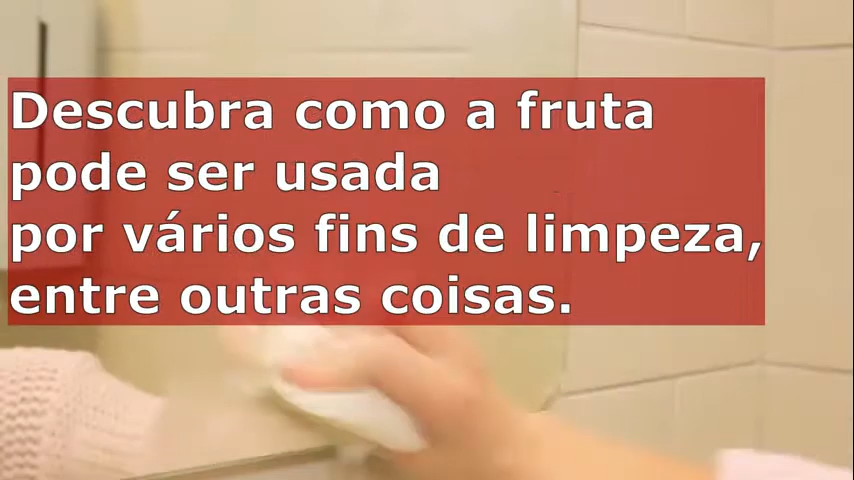 Descubra como a fruta
pode ser usada
por vários fins de limpeza,
entre outras coisas.